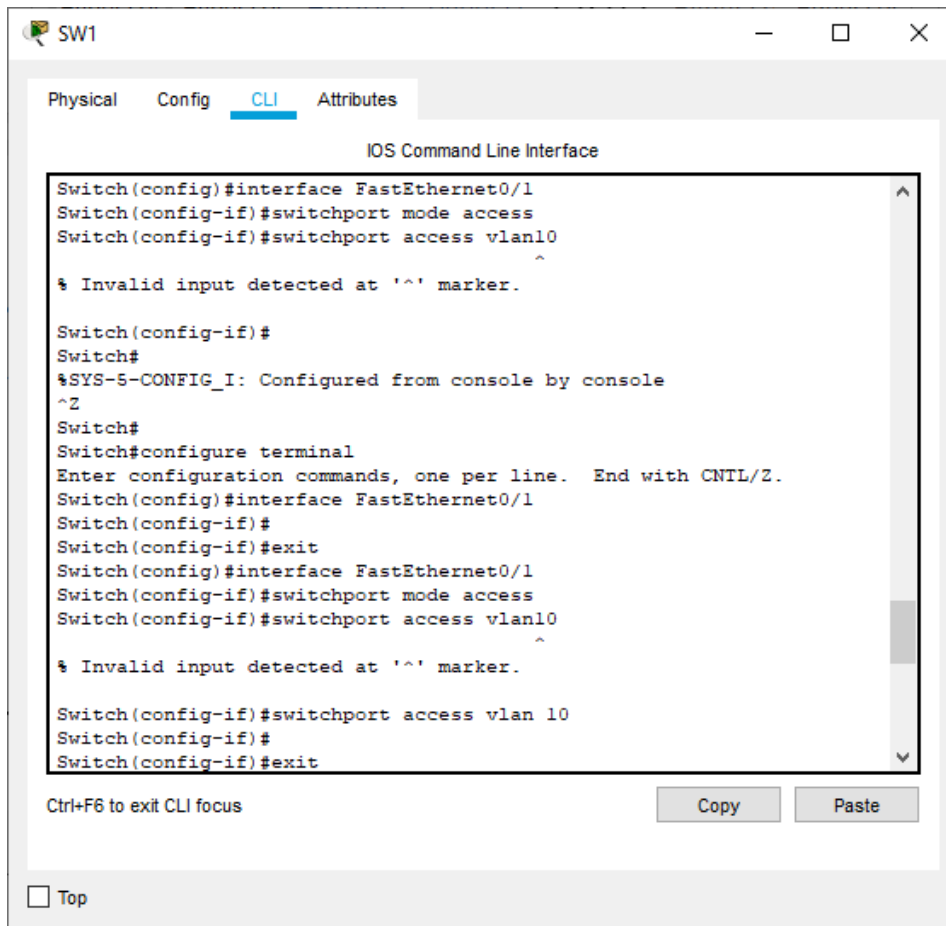 SW1
Physical Config CLI Attributes
IOS Command Line Interface
Switch(config)#interface FastEthernet0/1
Switch(config-if)#switchport mode access
Switch(config-if)#switchport access vlan10
^
% Invalid input detected at '^' marker.
Switch(config-if)#
Switch#
%SYS-5-CONFIG_I: Configured from console by console
^Z
Switch#
Switch#configure terminal
Enter configuration commands, one per line.  End with CNTL/Z.
Switch(config)#interface FastEthernet0/1
Switch(config-if)#
Switch(config-if)#exit
Switch(config)#interface FastEthernet0/1
Switch(config-if)#switchport mode access
Switch(config-if)#switchport access vlan10
^
% Invalid input detected at '^' marker.
Switch(config-if)#switchport access vlan 10
Switch(config-if)#
Switch(config-if)#exit
Ctrl+F6 to exit CLI focus
Copy Paste
Top